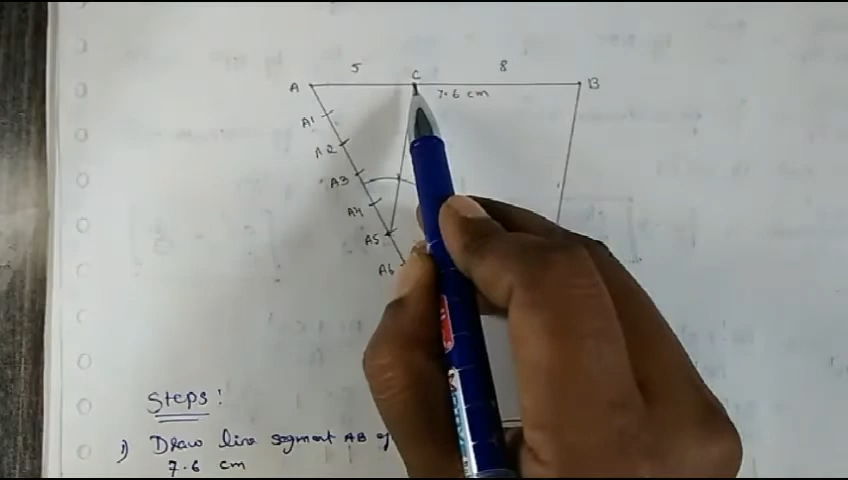 5 8
A C B
7.6 cm
A1
A2
A3
A4
A5
A6
Steps:
1) Draw line segment AB of
7.6 cm